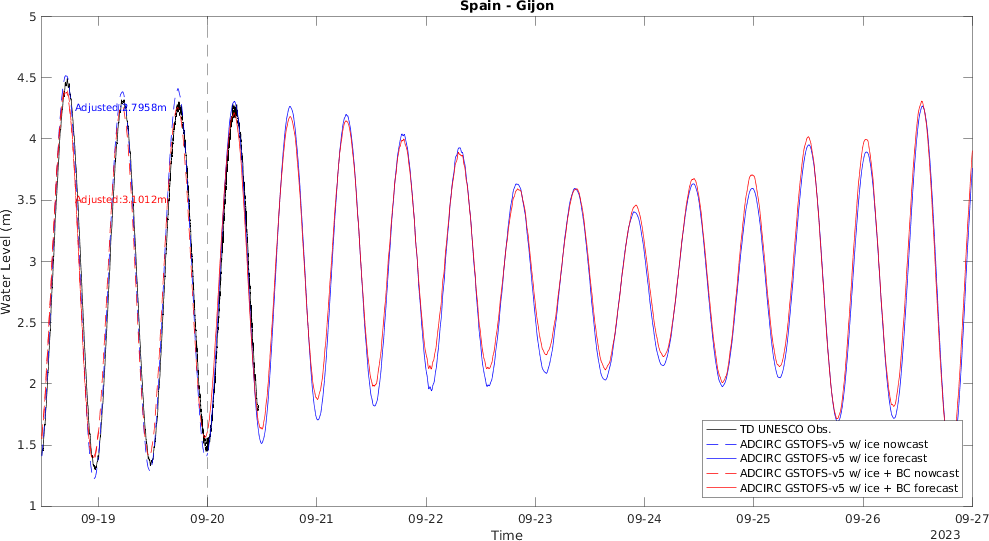 Spain - Gijon
Water Level (m)
5
4.5
4
3.5
3
2.5
2
1.5
1
Adjusted:2.7958m
Adjusted:3.1012m
TD UNESCO Obs.
ADCIRC GSTOFS-v5 w/ ice nowcast
ADCIRC GSTOFS-v5 w/ ice forecast
ADCIRC GSTOFS-v5 w/ ice + BC nowcast
ADCIRC GSTOFS-v5 w/ ice + BC forecast
09-19 09-20 09-21 09-22 09-23 09-24 09-25 09-26 09-27
Time
2023